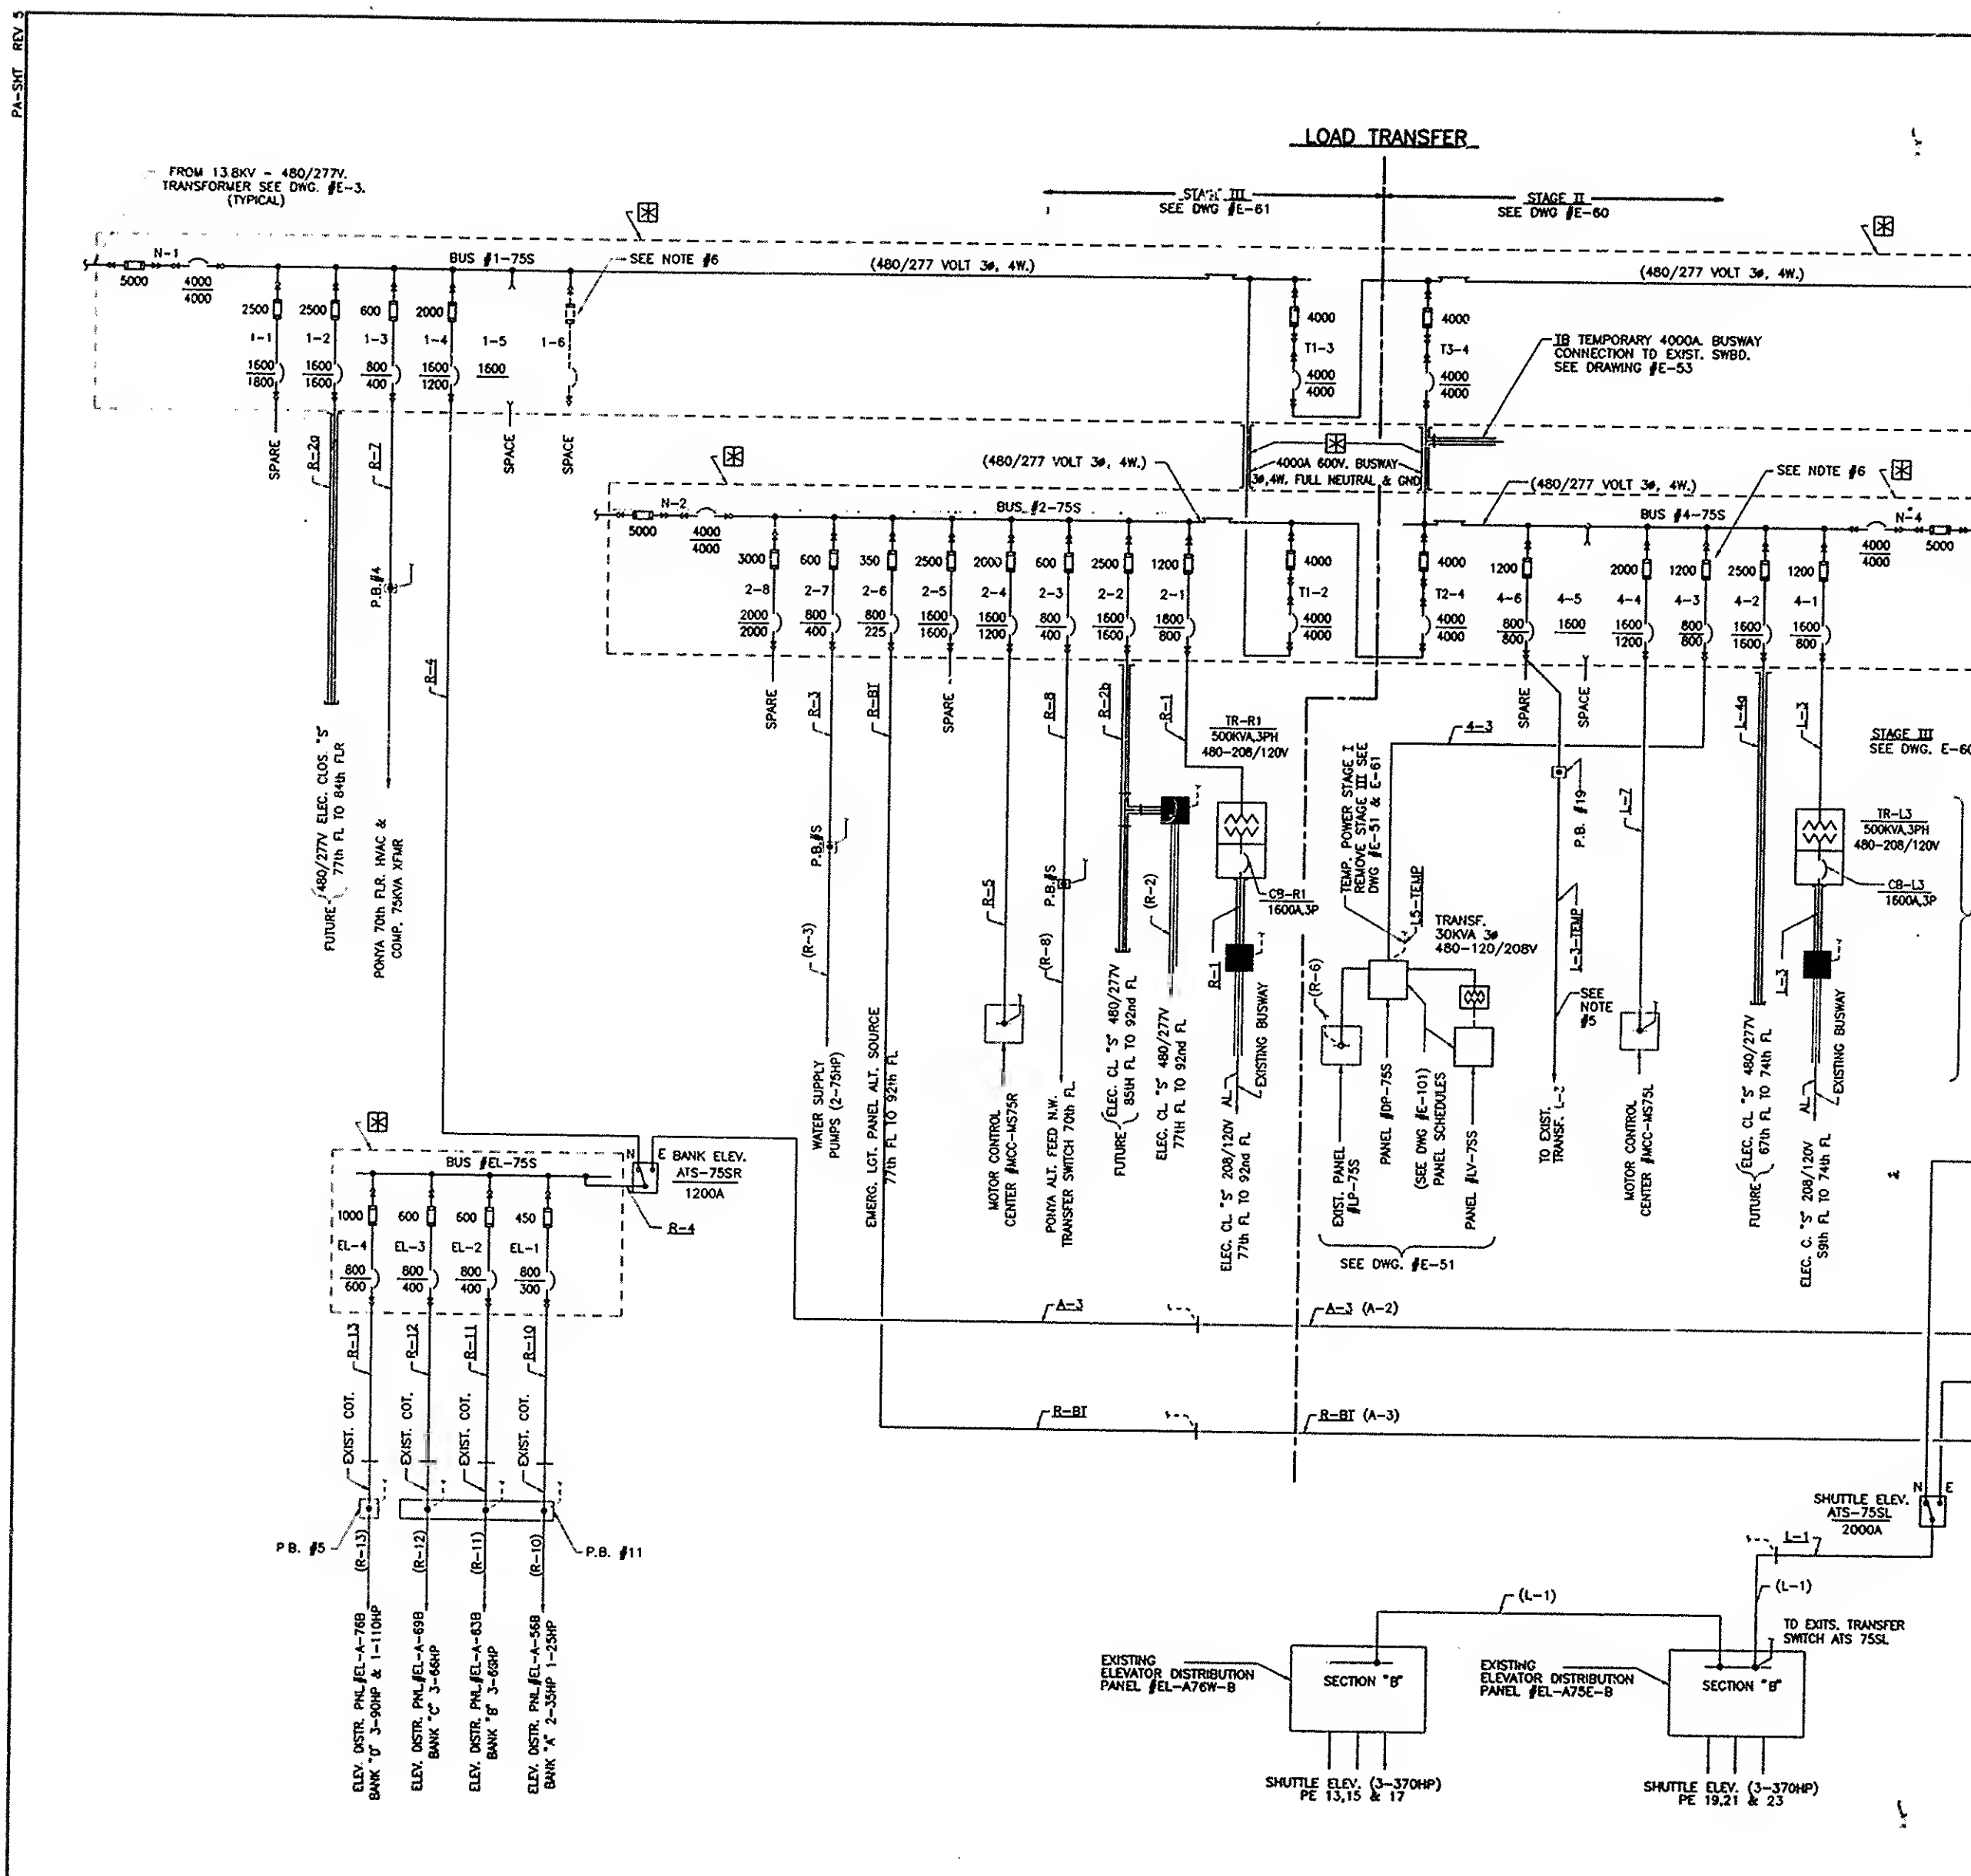 PA-SHT REV 5
LOAD TRANSFER
FROM 13.8KV - 480/277V.
TRANSFORMER SEE DWG. #E-3.
(TYPICAL)
STAGE III
SEE DWG #E-61
STAGE II
SEE DWG #E-60
N-1
5000
4000
4000
BUS #1-75S
SEE NOTE #6
(480/277 VOLT 3ø, 4W.)
(480/277 VOLT 3ø, 4W.)
2500
1-1
1600
1800
SPARE
2500
1-2
1600
1600
R-2a
600
1-3
800
400
R-7
2000
1-4
1600
1200
1-5
1600
SPACE
1-6
SPACE
4000
T1-3
4000
4000
4000
T3-4
4000
4000
TB TEMPORARY 4000A. BUSWAY
CONNECTION TO EXIST. SWBD.
SEE DRAWING #E-53
4000A 600V. BUSWAY
3ø,4W. FULL NEUTRAL & GND
(480/277 VOLT 3ø, 4W.)
N-2
5000
4000
4000
BUS #2-75S
3000
2-8
2000
2000
SPARE
600
2-7
800
400
R-3
350
2-6
800
225
R-BT
2500
2-5
1600
1600
SPARE
2000
2-4
1600
1200
600
2-3
800
400
R-8
2500
2-2
1600
1600
R-2b
1200
2-1
1800
800
R-1
4000
T1-2
4000
4000
4000
T2-4
4000
4000
(480/277 VOLT 3ø, 4W.)
SEE NOTE #6
BUS #4-75S
N-4
4000
4000
5000
1200
4-6
800
800
SPARE
4-5
1600
SPACE
2000
4-4
1600
1200
1200
4-3
800
800
2500
4-2
1600
1600
L-4a
1200
4-1
1600
800
L-3
P.B.#4
R-4
FUTURE
480/277V ELEC. CLOS. "S"
77th FL TO 84th FLR
PONYA 70th FLR. HVAC &
COMP. 75KVA XFMR
P.B.#S
(R-3)
WATER SUPPLY
PUMPS (2-75HP)
EMERG. LGT. PANEL ALT. SOURCE
77th FL TO 92th FL
R-5
MOTOR CONTROL
CENTER #MCC-MS75R
P.B.#S
(R-8)
PONYA ALT. FEED N.W.
TRANSFER SWITCH 70th FL.
FUTURE
ELEC. CL "S" 480/277V
85th FL TO 92nd FL
(R-2)
ELEC. CL "S" 480/277V
77th FL TO 92nd FL
TR-R1
500KVA,3PH
480-208/120V
CB-R1
1600A,3P
R-1
AL
EXISTING BUSWAY
ELEC. CL "S" 208/120V
77th FL TO 92nd FL
4-3
TEMP. POWER STAGE I
REMOVE STAGE III SEE
DWG #E-51 & E-61
L5-TEMP
TRANSF.
30KVA 3ø
480-120/208V
(R-6)
EXIST. PANEL
#LP-75S
PANEL #DP-75S
(SEE DWG #E-101)
PANEL SCHEDULES
PANEL #LV-7SS
SEE DWG. #E-51
P.B. #19
L-3-TEMP
SEE
NOTE
#5
TO EXIST.
TRANSF. L-3
L-7
MOTOR CONTROL
CENTER #MCC-MS75L
FUTURE
ELEC. CL "S" 480/277V
67th FL TO 74th FL
TR-L3
500KVA,3PH
480-208/120V
CB-L3
1600A,3P
L-3
AL
EXISTING BUSWAY
ELEC. C. "S" 208/120V
S9th FL TO 74th FL
STAGE III
SEE DWG. E-60
BUS #EL-75S
N
E
BANK ELEV.
ATS-75SR
1200A
R-4
1000
EL-4
800
600
600
EL-3
800
400
600
EL-2
800
400
450
EL-1
800
300
R-13
R-12
R-11
R-10
EXIST. COT.
EXIST. COT.
EXIST. COT.
EXIST. COT.
P.B. #5
P.B. #11
(R-13)
(R-12)
(R-11)
(R-10)
ELEV. DISTR. PNL#EL-A-76B
BANK "D" 3-90HP & 1-110HP
ELEV. DISTR. PNL#EL-A-69B
BANK "C" 3-66HP
ELEV. DISTR. PNL#EL-A-63B
BANK "B" 3-66HP
ELEV. DISTR. PNL#EL-A-56B
BANK "A" 2-35HP 1-25HP
A-3
A-3 (A-2)
R-BT
R-BT (A-3)
N
E
SHUTTLE ELEV.
ATS-75SL
2000A
L-1
(L-1)
(L-1)
TO EXITS. TRANSFER
SWITCH ATS 75SL
EXISTING
ELEVATOR DISTRIBUTION
PANEL #EL-A76W-B
SECTION "B"
SHUTTLE ELEV. (3-370HP)
PE 13,15 & 17
EXISTING
ELEVATOR DISTRIBUTION
PANEL #EL-A75E-B
SECTION "B"
SHUTTLE ELEV. (3-370HP)
PE 19,21 & 23